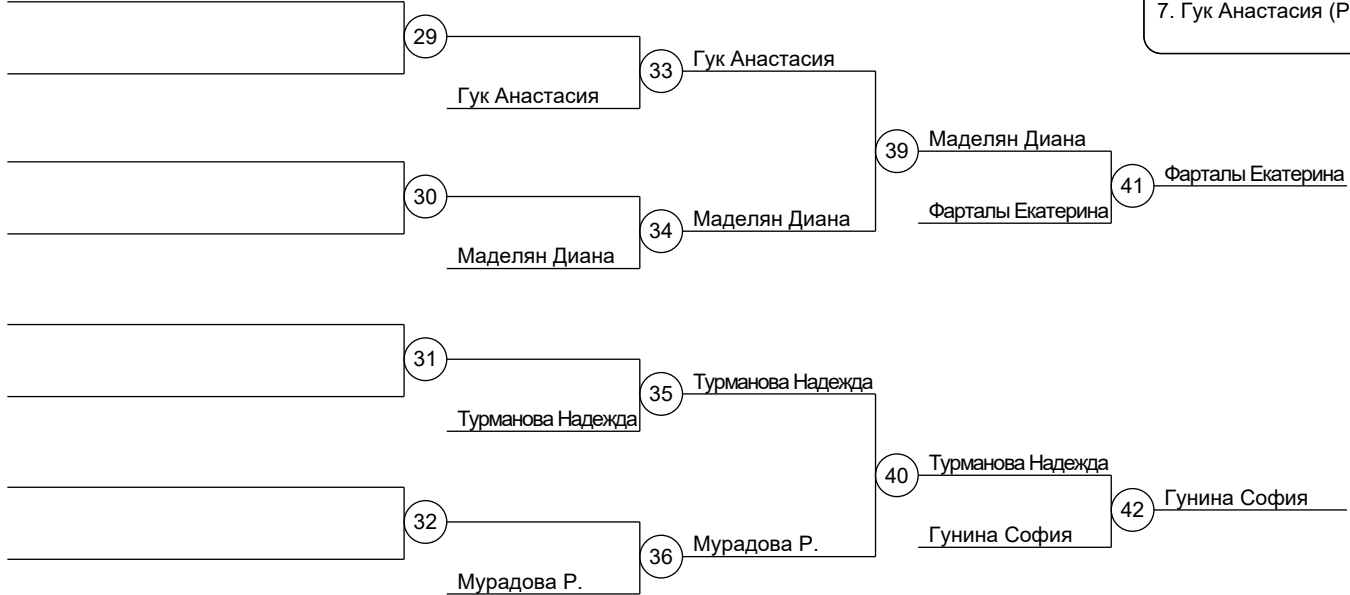 7. Гук Анастасия (Р
29
33
Гук Анастасия
Гук Анастасия
39
Маделян Диана
41
Фарталы Екатерина
30
Фарталы Екатерина
34
Маделян Диана
Маделян Диана
31
35
Турманова Надежда
Турманова Надежда
40
Турманова Надежда
42
Гунина София
32
Гунина София
36
Мурадова Р.
Мурадова Р.